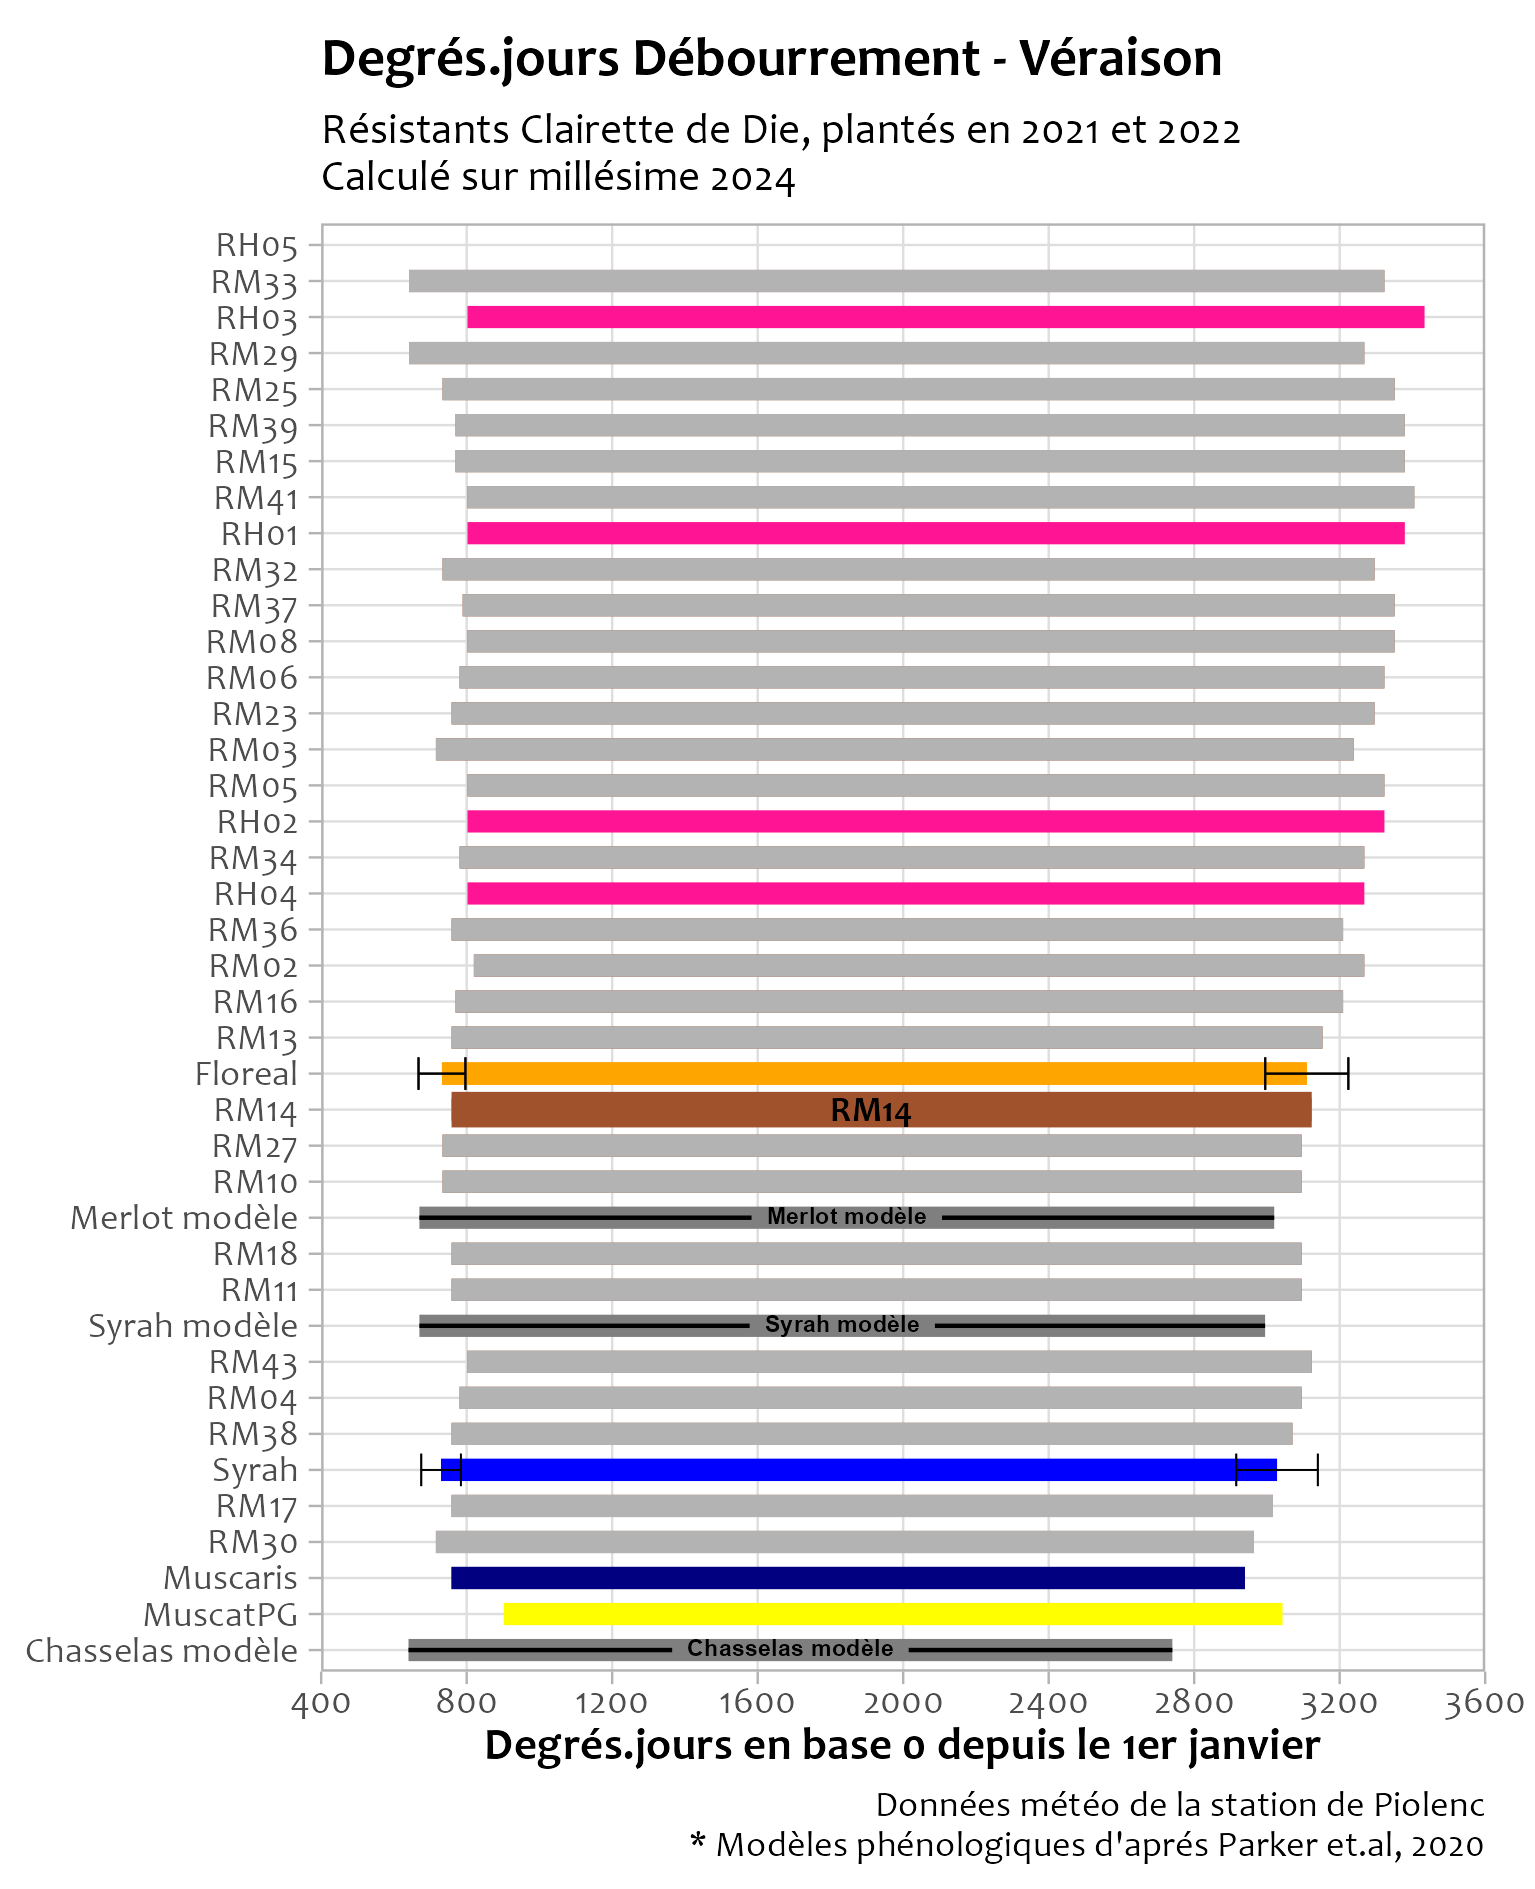 Degrés.jours Débourrement - Véraison
Résistants Clairette de Die, plantés en 2021 et 2022
Calculé sur millésime 2024
RH05
RM33
RH03
RM29
RM25
RM39
RM15
RM41
RH01
RM32
RM37
RM08
RM06
RM23
RM03
RM05
RH02
RM34
RH04
RM36
RM02
RM16
RM13
Floreal
RM14 RM14
RM27
RM10
Merlot modèle Merlot modèle
RM18
RM11
Syrah modèle Syrah modèle
RM43
RM04
RM38
Syrah
RM17
RM30
Muscaris
MuscatPG
Chasselas modèle Chasselas modèle
400 800 1200 1600 2000 2400 2800 3200 3600
Degrés.jours en base 0 depuis le 1er janvier
Données météo de la station de Piolenc
* Modèles phénologiques d'aprés Parker et.al, 2020